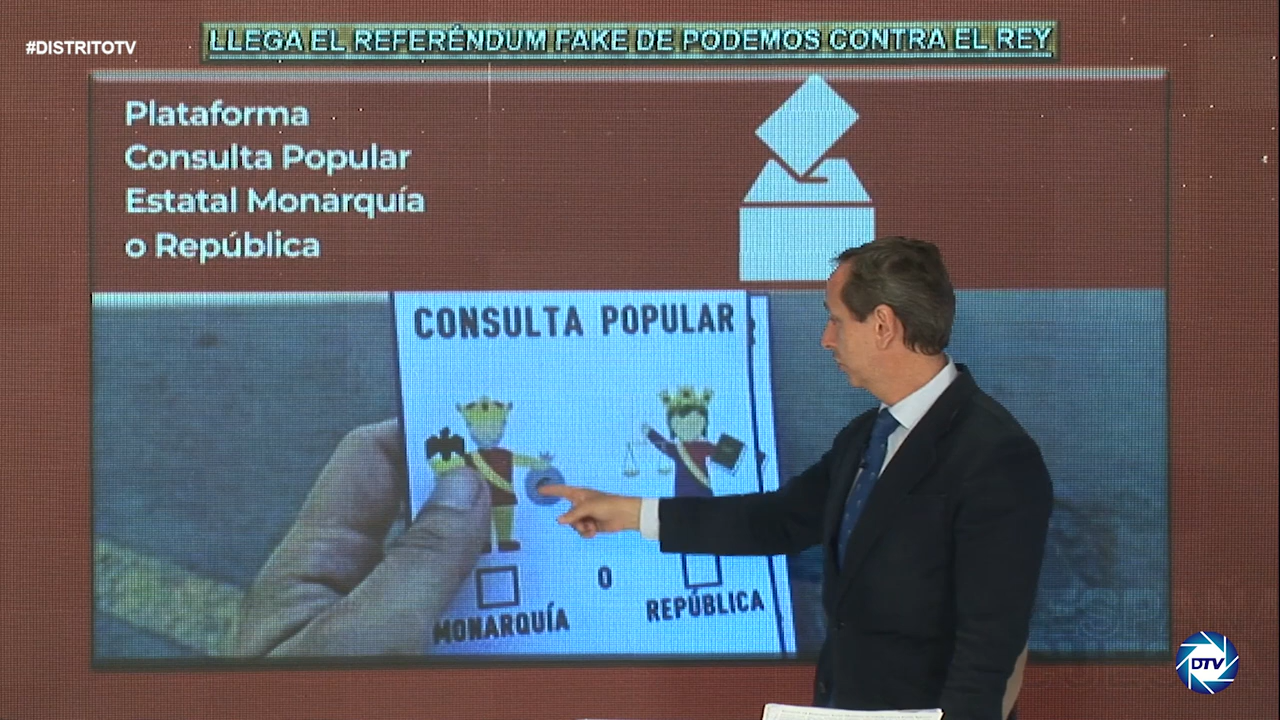 #DISTRITOTV
LLEGA EL REFERÉNDUM FAKE DE PODEMOS CONTRA EL REY
Plataforma
Consulta Popular
Estatal Monarquía
o República
CONSULTA POPULAR
O
MONARQUÍA
REPÚBLICA
DTV